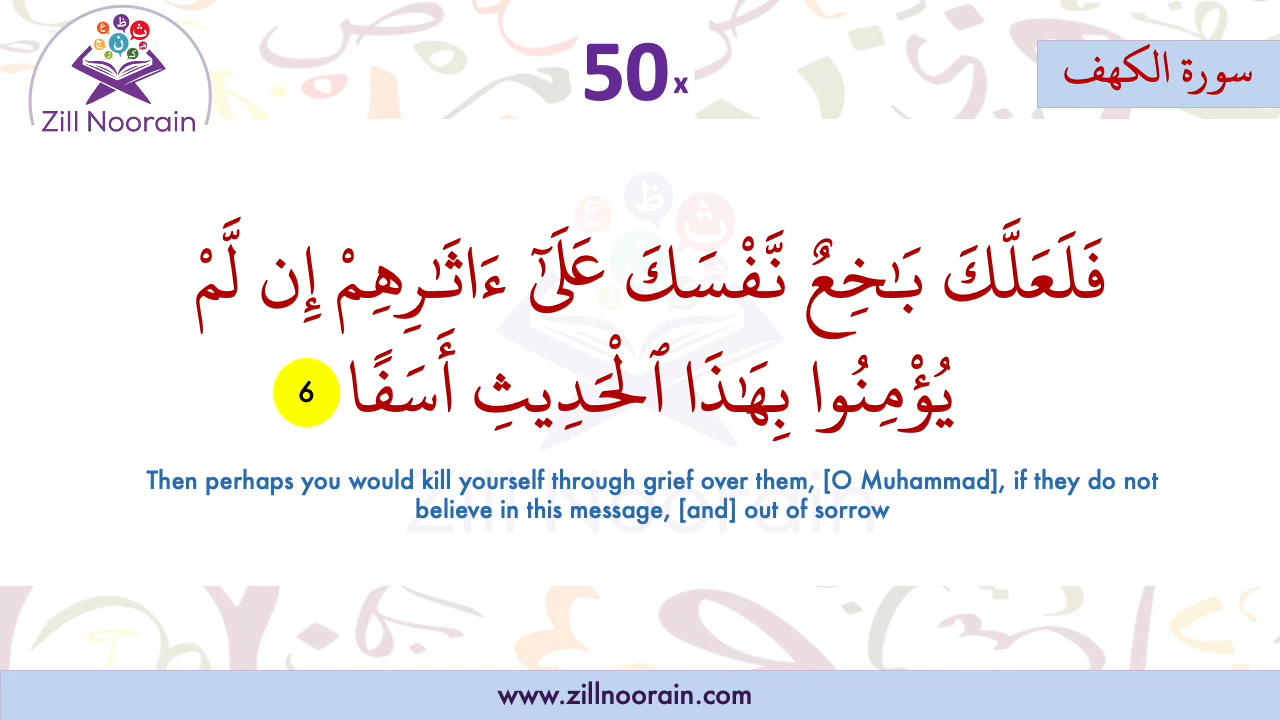 Zill Noorain
50x
سورة الكهف
فَلَعَلَّكَ بَـٰخِعٌ نَّفْسَكَ عَلَىٰٓ ءَاثَـٰرِهِمْ إِن لَّمْ
يُؤْمِنُوا بِهَـٰذَا ٱلْحَدِيثِ أَسَفًا 6
Then perhaps you would kill yourself through grief over them, [O Muhammad], if they do not
believe in this message, [and] out of sorrow
www.zillnoorain.com